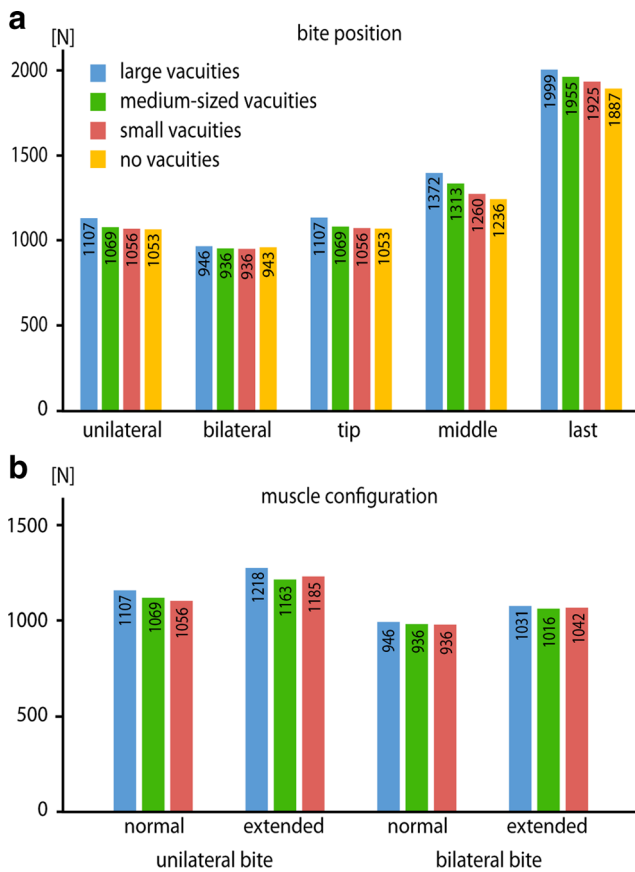 a
bite position
[N]
large vacuities
medium-sized vacuities
small vacuities
no vacuities
2000
1500
1000
500
0
1107 1069 1056 1053
946 936 936 943
1107 1069 1056 1053
1372 1313 1260 1236
1999 1955 1925 1887
unilateral bilateral tip middle last
b
[N]
muscle configuration
1500
1000
500
0
1107 1069 1056
1218 1163 1185
946 936 936
1031 1016 1042
normal extended normal extended
unilateral bite bilateral bite